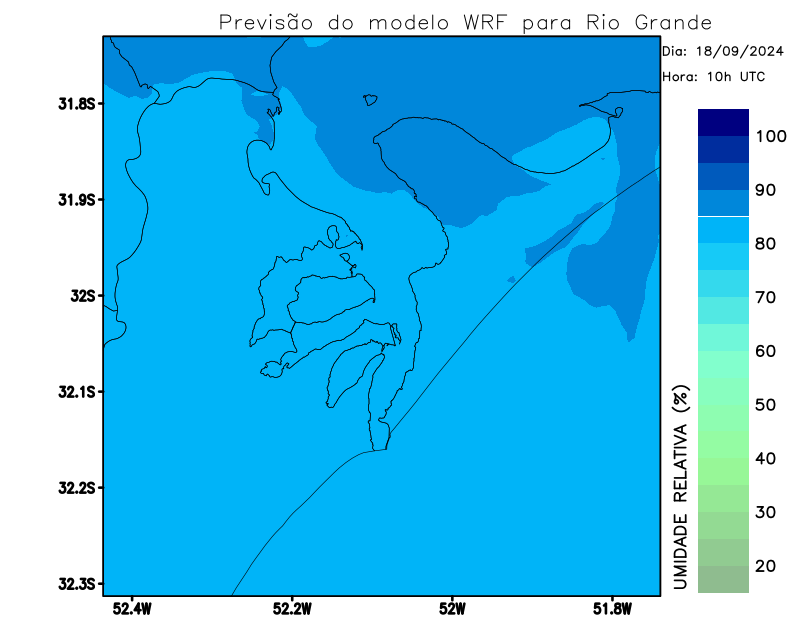 Previsão do modelo WRF para Rio Grande
Dia: 18/09/2024
Hora: 10h UTC
31.8S
31.9S
32S
32.1S
32.2S
32.3S
52.4W
52.2W
52W
51.8W
100
90
80
70
60
50
40
30
20
UMIDADE RELATIVA (%)